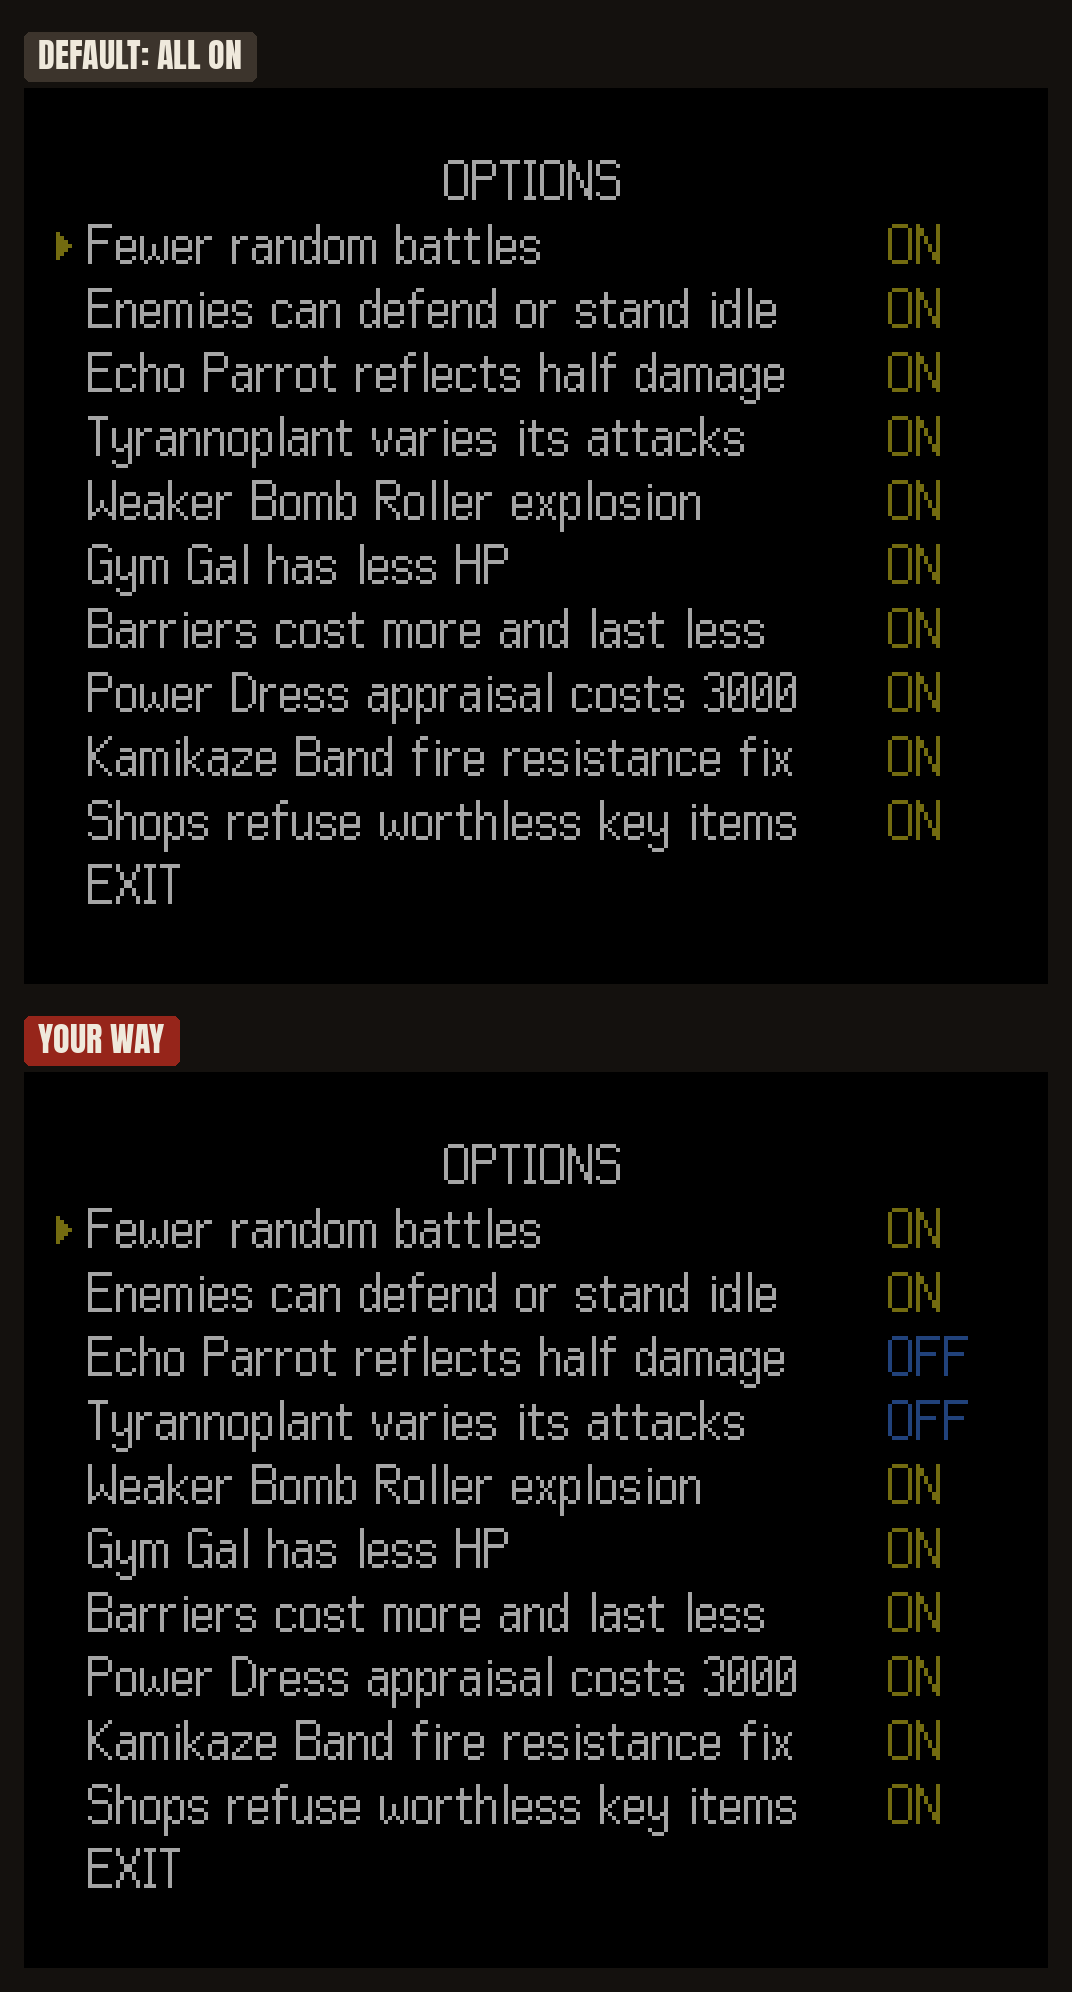 DEFAULT: ALL ON
OPTIONS
Fewer random battles ON
Enemies can defend or stand idle ON
Echo Parrot reflects half damage ON
Tyrannoplant varies its attacks ON
Weaker Bomb Roller explosion ON
Gym Gal has less HP ON
Barriers cost more and last less ON
Power Dress appraisal costs 3000 ON
Kamikaze Band fire resistance fix ON
Shops refuse worthless key items ON
EXIT
YOUR WAY
OPTIONS
Fewer random battles ON
Enemies can defend or stand idle ON
Echo Parrot reflects half damage OFF
Tyrannoplant varies its attacks OFF
Weaker Bomb Roller explosion ON
Gym Gal has less HP ON
Barriers cost more and last less ON
Power Dress appraisal costs 3000 ON
Kamikaze Band fire resistance fix ON
Shops refuse worthless key items ON
EXIT